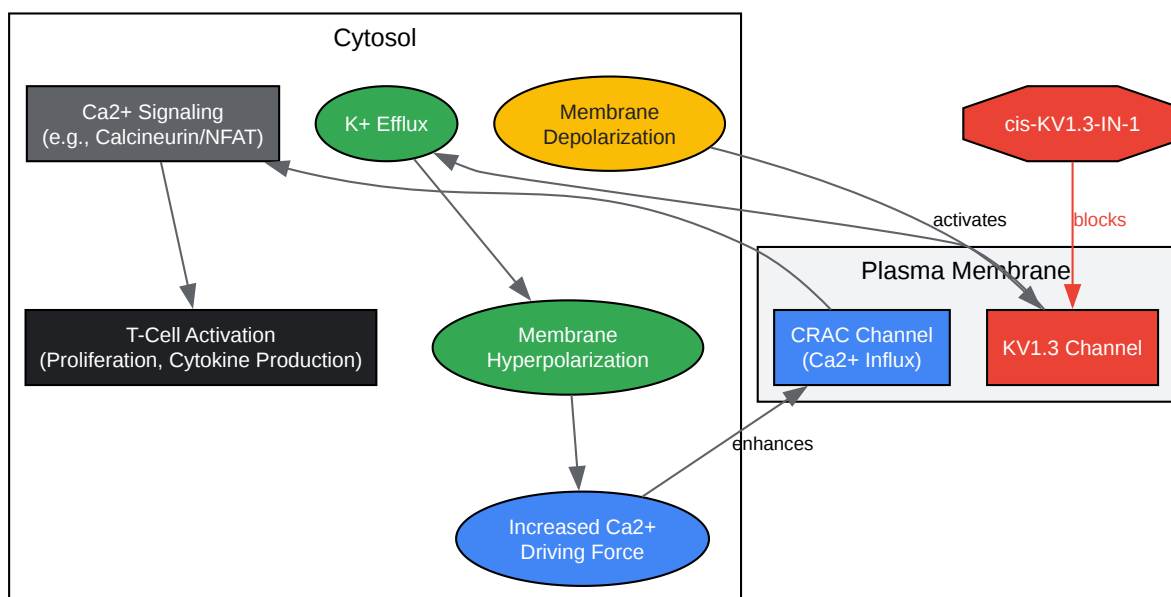 Cytosol
Ca2+ Signaling
(e.g., Calcineurin/NFAT)
K+ Efflux
Membrane
Depolarization
cis-KV1.3-IN-1
activates
blocks
Plasma Membrane
T-Cell Activation
(Proliferation, Cytokine Production)
Membrane
Hyperpolarization
CRAC Channel
(Ca2+ Influx)
KV1.3 Channel
enhances
Increased Ca2+
Driving Force